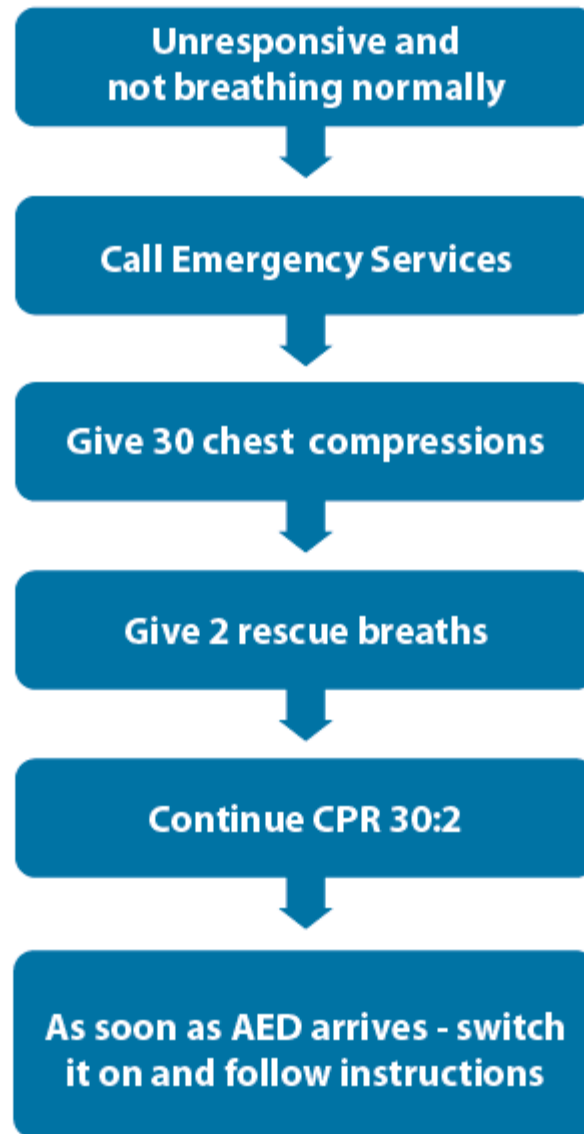 Unresponsive and
not breathing normally
Call Emergency Services
Give 30 chest compressions
Give 2 rescue breaths
Continue CPR 30:2
As soon as AED arrives - switch
it on and follow instructions